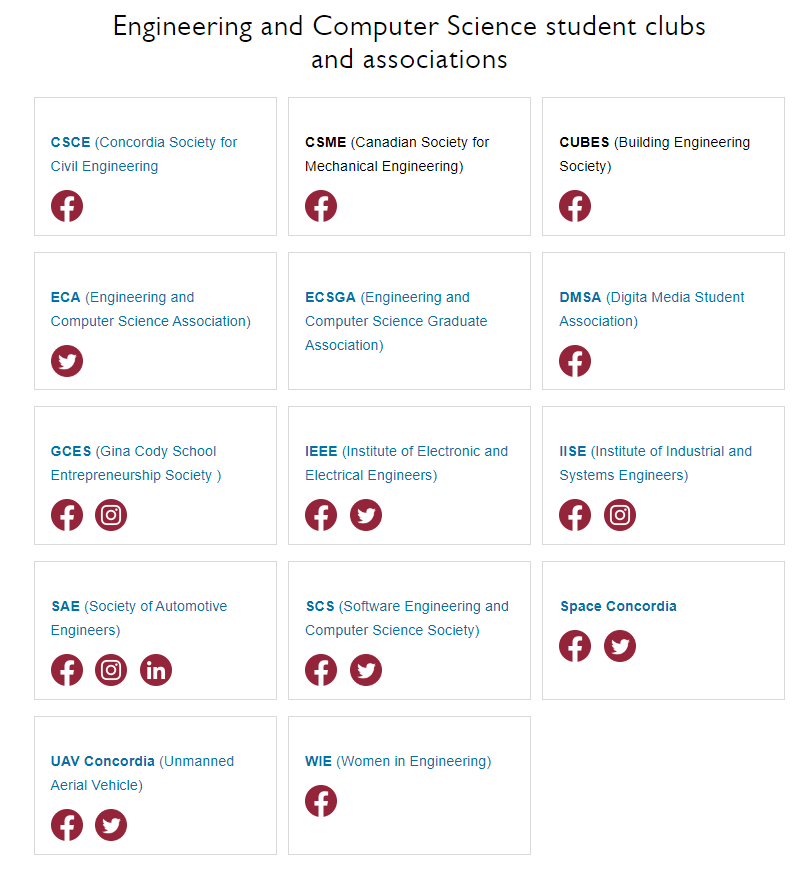 Engineering and Computer Science student clubs
and associations
CSCE (Concordia Society for
Civil Engineering
CSME (Canadian Society for
Mechanical Engineering)
CUBES (Building Engineering
Society)
ECA (Engineering and
Computer Science Association)
ECSGA (Engineering and
Computer Science Graduate
Association)
DMSA (Digita Media Student
Association)
GCES (Gina Cody School
Entrepreneurship Society )
IEEE (Institute of Electronic and
Electrical Engineers)
IISE (Institute of Industrial and
Systems Engineers)
SAE (Society of Automotive
Engineers)
SCS (Software Engineering and
Computer Science Society)
Space Concordia
UAV Concordia (Unmanned
Aerial Vehicle)
WIE (Women in Engineering)